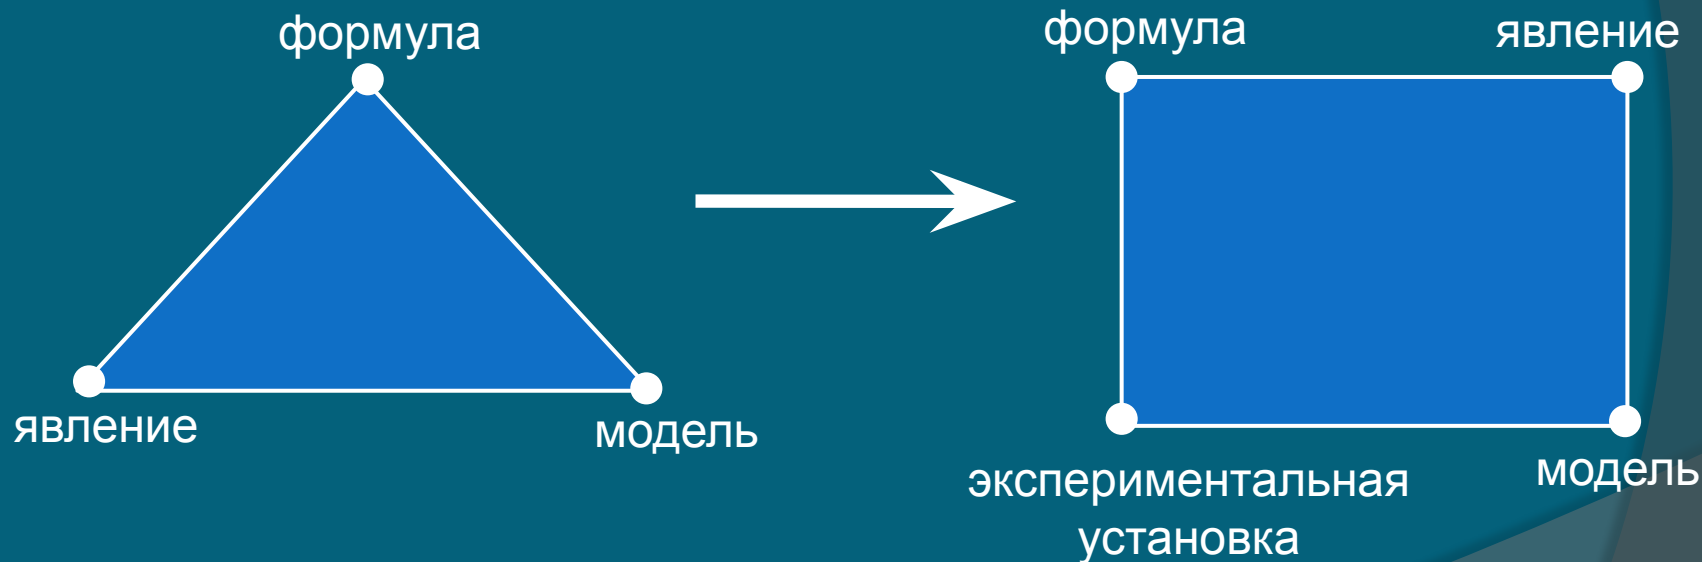 формула
явление
модель
формула
явление
экспериментальная
установка
модель